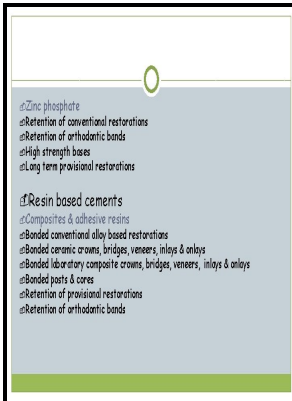 Zinc phosphate
Retention of conventional restorations
Retention of orthodontic bands
High strength bases
Long term provisional restorations
Resin based cements
Composites & adhesive resins
Bonded conventional alloy based restorations
Bonded ceramic crowns, bridges, veneers, inlays & onlays
Bonded laboratory composite crowns, bridges, veneers, inlays & onlays
Bonded posts & cores
Retention of provisional restorations
Retention of orthodontic bands